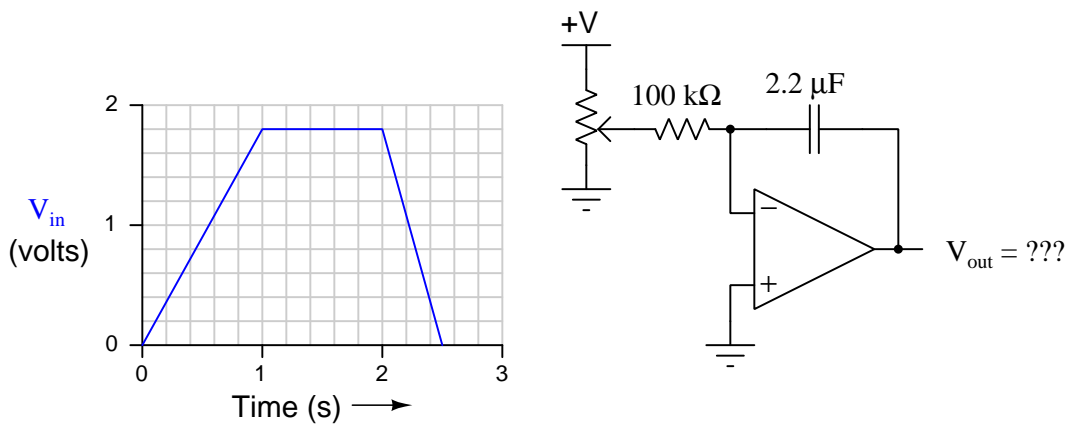 +V
100 kΩ
2.2 μF
2
1
0
V_in
(volts)
0 1 2 3
Time (s)
−
+
V_out = ???